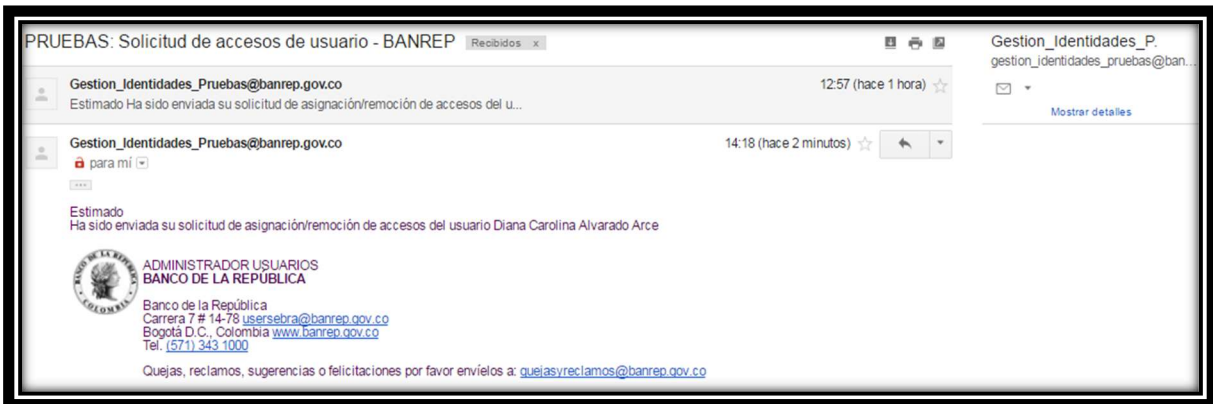 PRUEBAS: Solicitud de accesos de usuario - BANREP Recibidos x
Gestion_Identidades_P.
gestion_identidades_pruebas@ban...
Mostrar detalles
Gestion_Identidades_Pruebas@banrep.gov.co 12:57 (hace 1 hora)
Estimado Ha sido enviada su solicitud de asignación/remoción de accesos del u...
Gestion_Identidades_Pruebas@banrep.gov.co 14:18 (hace 2 minutos)
para mí
Estimado
Ha sido enviada su solicitud de asignación/remoción de accesos del usuario Diana Carolina Alvarado Arce
BANCO DE LA REPUBLICA
COLOMBIA
ADMINISTRADOR USUARIOS
BANCO DE LA REPÚBLICA
Banco de la República
Carrera 7 # 14-78 usersebra@banrep.gov.co
Bogotá D.C., Colombia www.banrep.gov.co
Tel. (571) 343 1000
Quejas, reclamos, sugerencias o felicitaciones por favor envíelos a: quejasyreclamos@banrep.gov.co